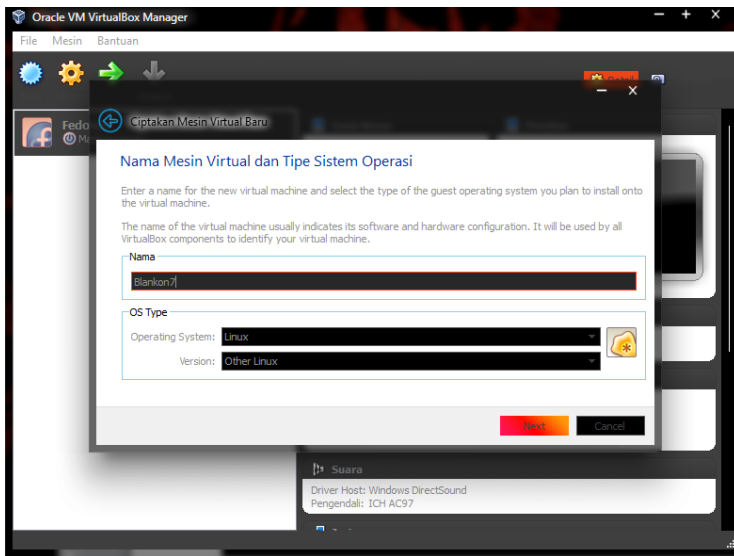 Oracle VM VirtualBox Manager
File Mesin Bantuan
Fedo
Ciptakan Mesin Virtual Baru
Nama Mesin Virtual dan Tipe Sistem Operasi
Enter a name for the new virtual machine and select the type of the guest operating system you plan to install onto
the virtual machine.
The name of the virtual machine usually indicates its software and hardware configuration. It will be used by all
VirtualBox components to identify your virtual machine.
Nama
Blankon7
OS Type
Operating System: Linux
Version: Other Linux
Next Cancel
Suara
Driver Host: Windows DirectSound
Pengendali: ICH AC97